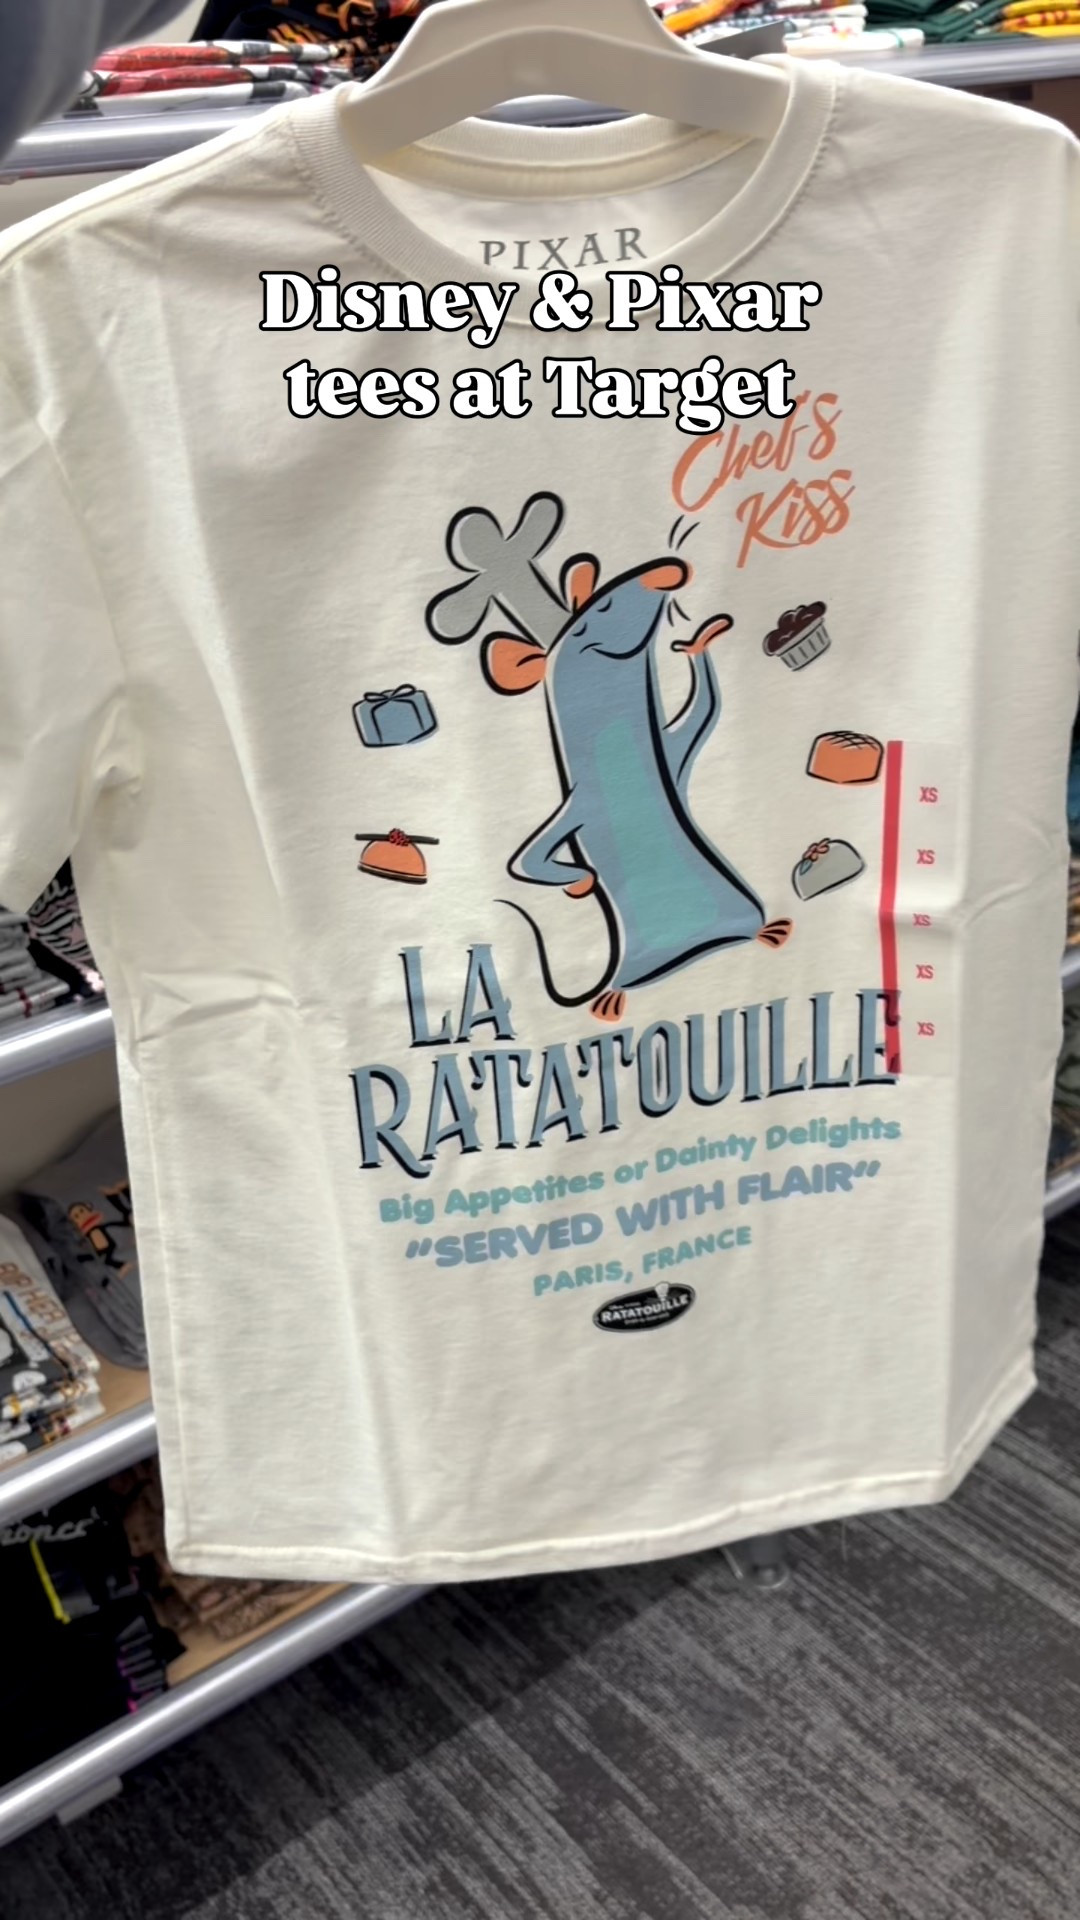 PIXAR
Disney & Pixar
tees at Target
Chef's
Kiss
XS
XS
XS
XS
XS
LA
RATATOUILLE
Big Appetites or Dainty Delights
"SERVED WITH FLAIR"
PARIS, FRANCE
RATATOUILLE